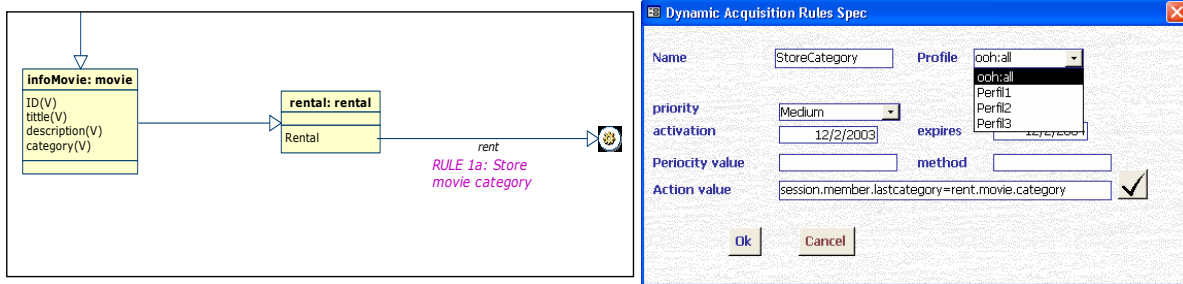 infoMovie: movie
ID(V)
tittle(V)
description(V)
category(V)
rental: rental
Rental
rent
RULE 1a: Store
movie category
Dynamic Acquisition Rules Spec
Name
StoreCategory
Profile
ooh:all
ooh:all
Perfil1
Perfil2
Perfil3
priority
Medium
activation
12/2/2003
expires
Periocity value
method
Action value
session.member.lastcategory=rent.movie.category
Ok
Cancel